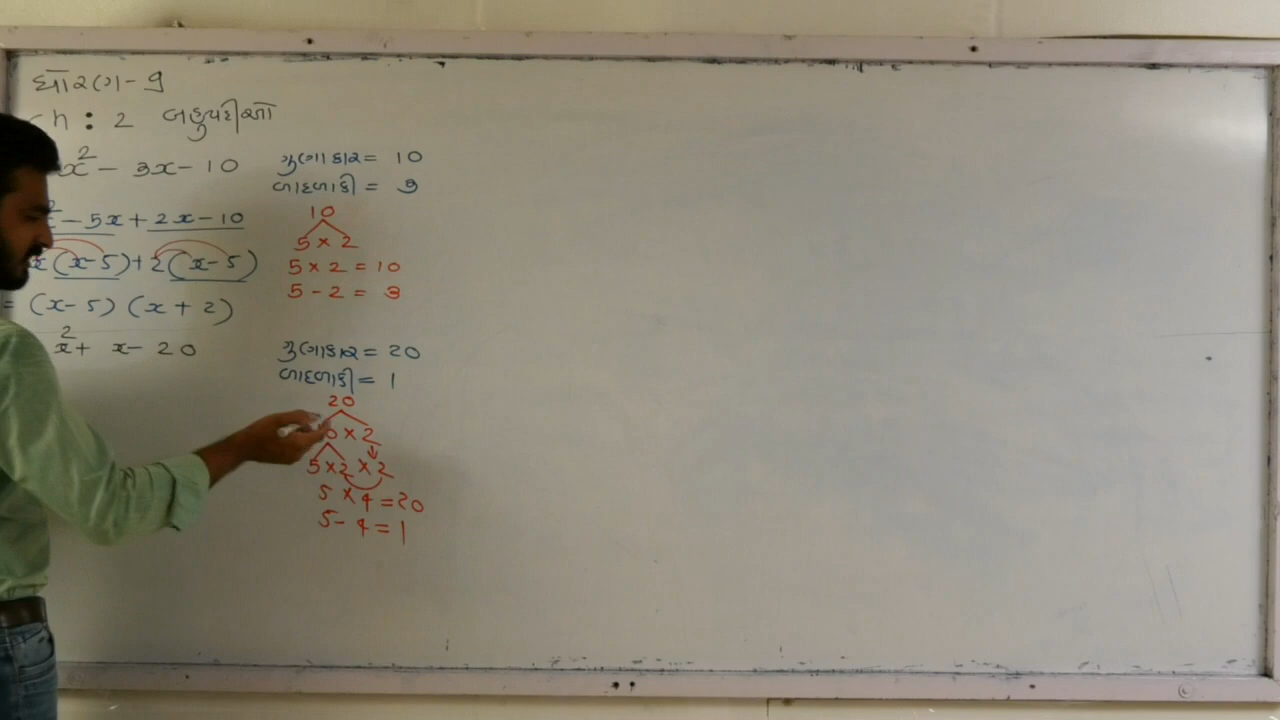 ધોરણ - 9
ch : 2 બહુપદીઓ
x² - 3x - 10
- 5x + 2x - 10
x(x-5) + 2(x-5)
= (x-5) (x+2)
x² + x - 20
ગુણાકાર = 10
બાદબાકી = 3
10
5 × 2
5 × 2 = 10
5 - 2 = 3
ગુણાકાર = 20
બાદબાકી = 1
20
0 × 2
5 × 2 × 2
5 × 4 = 20
5 - 4 = 1